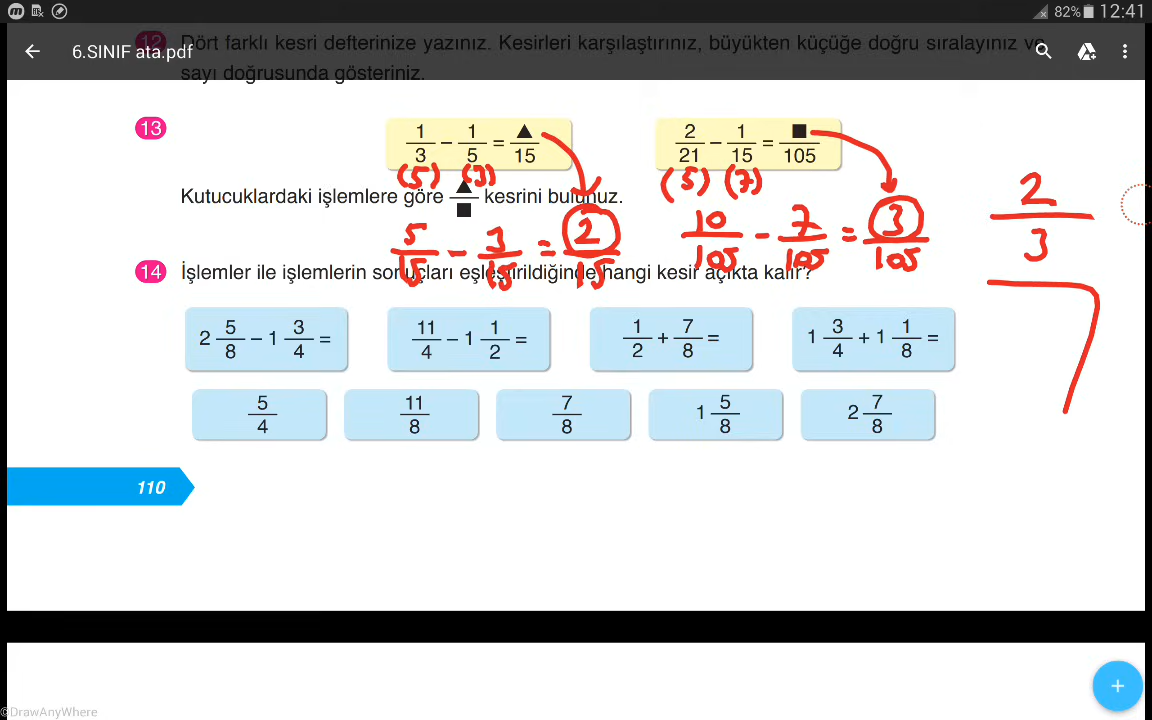 82% 12:41
6.SINIF ata.pdf
12 Dört farklı kesri defterinize yazınız. Kesirleri karşılaştırınız, büyükten küçüğe doğru sıralayınız ve
sayı doğrusunda gösteriniz.
13 1/3 − 1/5 = ▲/15 2/21 − 1/15 = ■/105
(5) (3) (5) (7)
Kutucuklardaki işlemlere göre ▲/■ kesrini bulunuz.
5/15 − 3/15 = 2/15 10/105 − 7/105 = 3/105
2/3
14 İşlemler ile işlemlerin sonuçları eşleştirildiğinde hangi kesir açıkta kalır?
2 5/8 − 1 3/4 = 11/4 − 1 1/2 = 1/2 + 7/8 = 1 3/4 + 1 1/8 =
5/4 11/8 7/8 1 5/8 2 7/8
110
©DrawAnyWhere